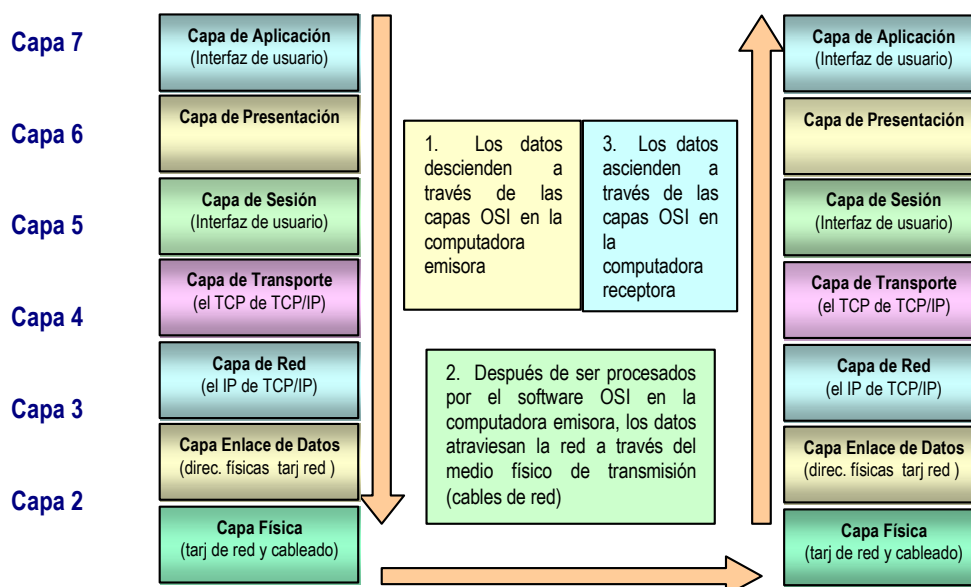 Capa 7
Capa 6
Capa 5
Capa 4
Capa 3
Capa 2
Capa de Aplicación
(Interfaz de usuario)
Capa de Presentación
Capa de Sesión
(Interfaz de usuario)
Capa de Transporte
(el TCP de TCP/IP)
Capa de Red
(el IP de TCP/IP)
Capa Enlace de Datos
(direc. físicas tarj red )
Capa Física
(tarj de red y cableado)
1. Los datos
descienden a
través de las
capas OSI en la
computadora
emisora
3. Los datos
ascienden a
través de las
capas OSI en
la
computadora
receptora
2. Después de ser procesados
por el software OSI en la
computadora emisora, los datos
atraviesan la red a través del
medio físico de transmisión
(cables de red)
Capa de Aplicación
(Interfaz de usuario)
Capa de Presentación
Capa de Sesión
(Interfaz de usuario)
Capa de Transporte
(el TCP de TCP/IP)
Capa de Red
(el IP de TCP/IP)
Capa Enlace de Datos
(direc. físicas tarj red )
Capa Física
(tarj de red y cableado)